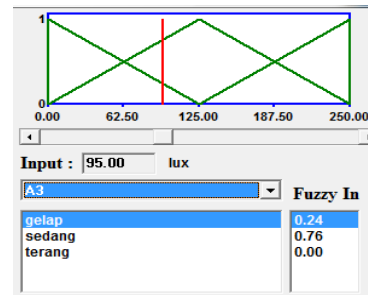 1
0
0.00 62.50 125.00 187.50 250.00
Input : 95.00 lux
A3 Fuzzy In
gelap 0.24
sedang 0.76
terang 0.00